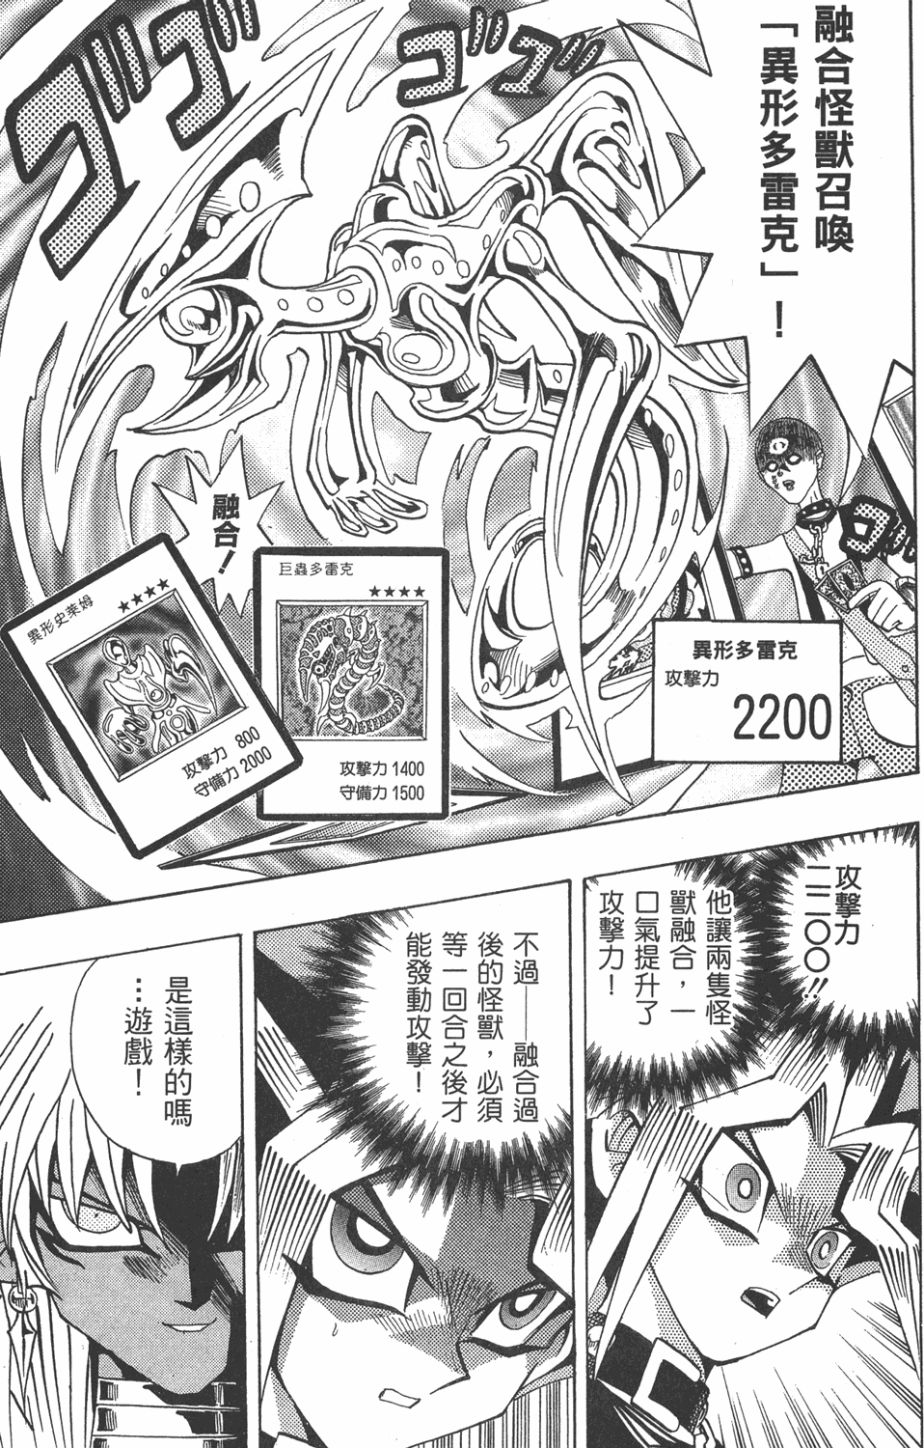 融合怪獸召喚
「異形多雷克」！
ゴゴゴゴ
ゴ
融合！
異形史萊姆
★★★★
攻擊力 800
守備力 2000
巨蟲多雷克
★★★★
攻擊力 1400
守備力 1500
異形多雷克
攻擊力
2200
攻擊力
二二〇〇!!
他讓兩隻怪
獸融合，一
口氣提升了
攻擊力！
不過──融合過
後的怪獸，必須
等一回合之後才
能發動攻擊！
是這樣的嗎
…遊戲！